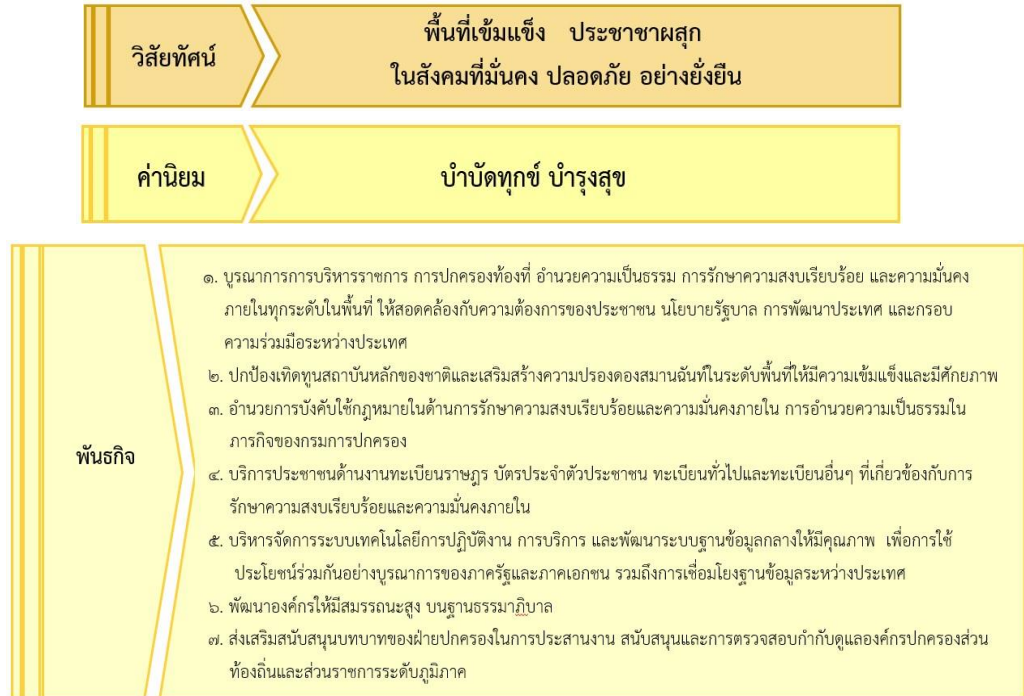 วิสัยทัศน์
พื้นที่เข้มแข็ง ประชาชาผสุก
ในสังคมที่มั่นคง ปลอดภัย อย่างยั่งยืน
ค่านิยม
บำบัดทุกข์ บำรุงสุข
พันธกิจ
๑. บูรณาการการบริหารราชการ การปกครองท้องที่ อำนวยความเป็นธรรม การรักษาความสงบเรียบร้อย และความมั่นคง
ภายในทุกระดับในพื้นที่ ให้สอดคล้องกับความต้องการของประชาชน นโยบายรัฐบาล การพัฒนาประเทศ และกรอบ
ความร่วมมือระหว่างประเทศ
๒. ปกป้องเทิดทูนสถาบันหลักของชาติและเสริมสร้างความปรองดองสมานฉันท์ในระดับพื้นที่ให้มีความเข้มแข็งและมีศักยภาพ
๓. อำนวยการบังคับใช้กฎหมายในด้านการรักษาความสงบเรียบร้อยและความมั่นคงภายใน การอำนวยความเป็นธรรมใน
ภารกิจของกรมการปกครอง
๔. บริการประชาชนด้านงานทะเบียนราษฎร บัตรประจำตัวประชาชน ทะเบียนทั่วไปและทะเบียนอื่นๆ ที่เกี่ยวข้องกับการ
รักษาความสงบเรียบร้อยและความมั่นคงภายใน
๕. บริหารจัดการระบบเทคโนโลยีการปฏิบัติงาน การบริการ และพัฒนาระบบฐานข้อมูลกลางให้มีคุณภาพ เพื่อการใช้
ประโยชน์ร่วมกันอย่างบูรณาการของภาครัฐและภาคเอกชน รวมถึงการเชื่อมโยงฐานข้อมูลระหว่างประเทศ
๖. พัฒนาองค์กรให้มีสมรรถนะสูง บนฐานธรรมาภิบาล
๗. ส่งเสริมสนับสนุนบทบาทของฝ่ายปกครองในการประสานงาน สนับสนุนและการตรวจสอบกำกับดูแลองค์กรปกครองส่วน
ท้องถิ่นและส่วนราชการระดับภูมิภาค